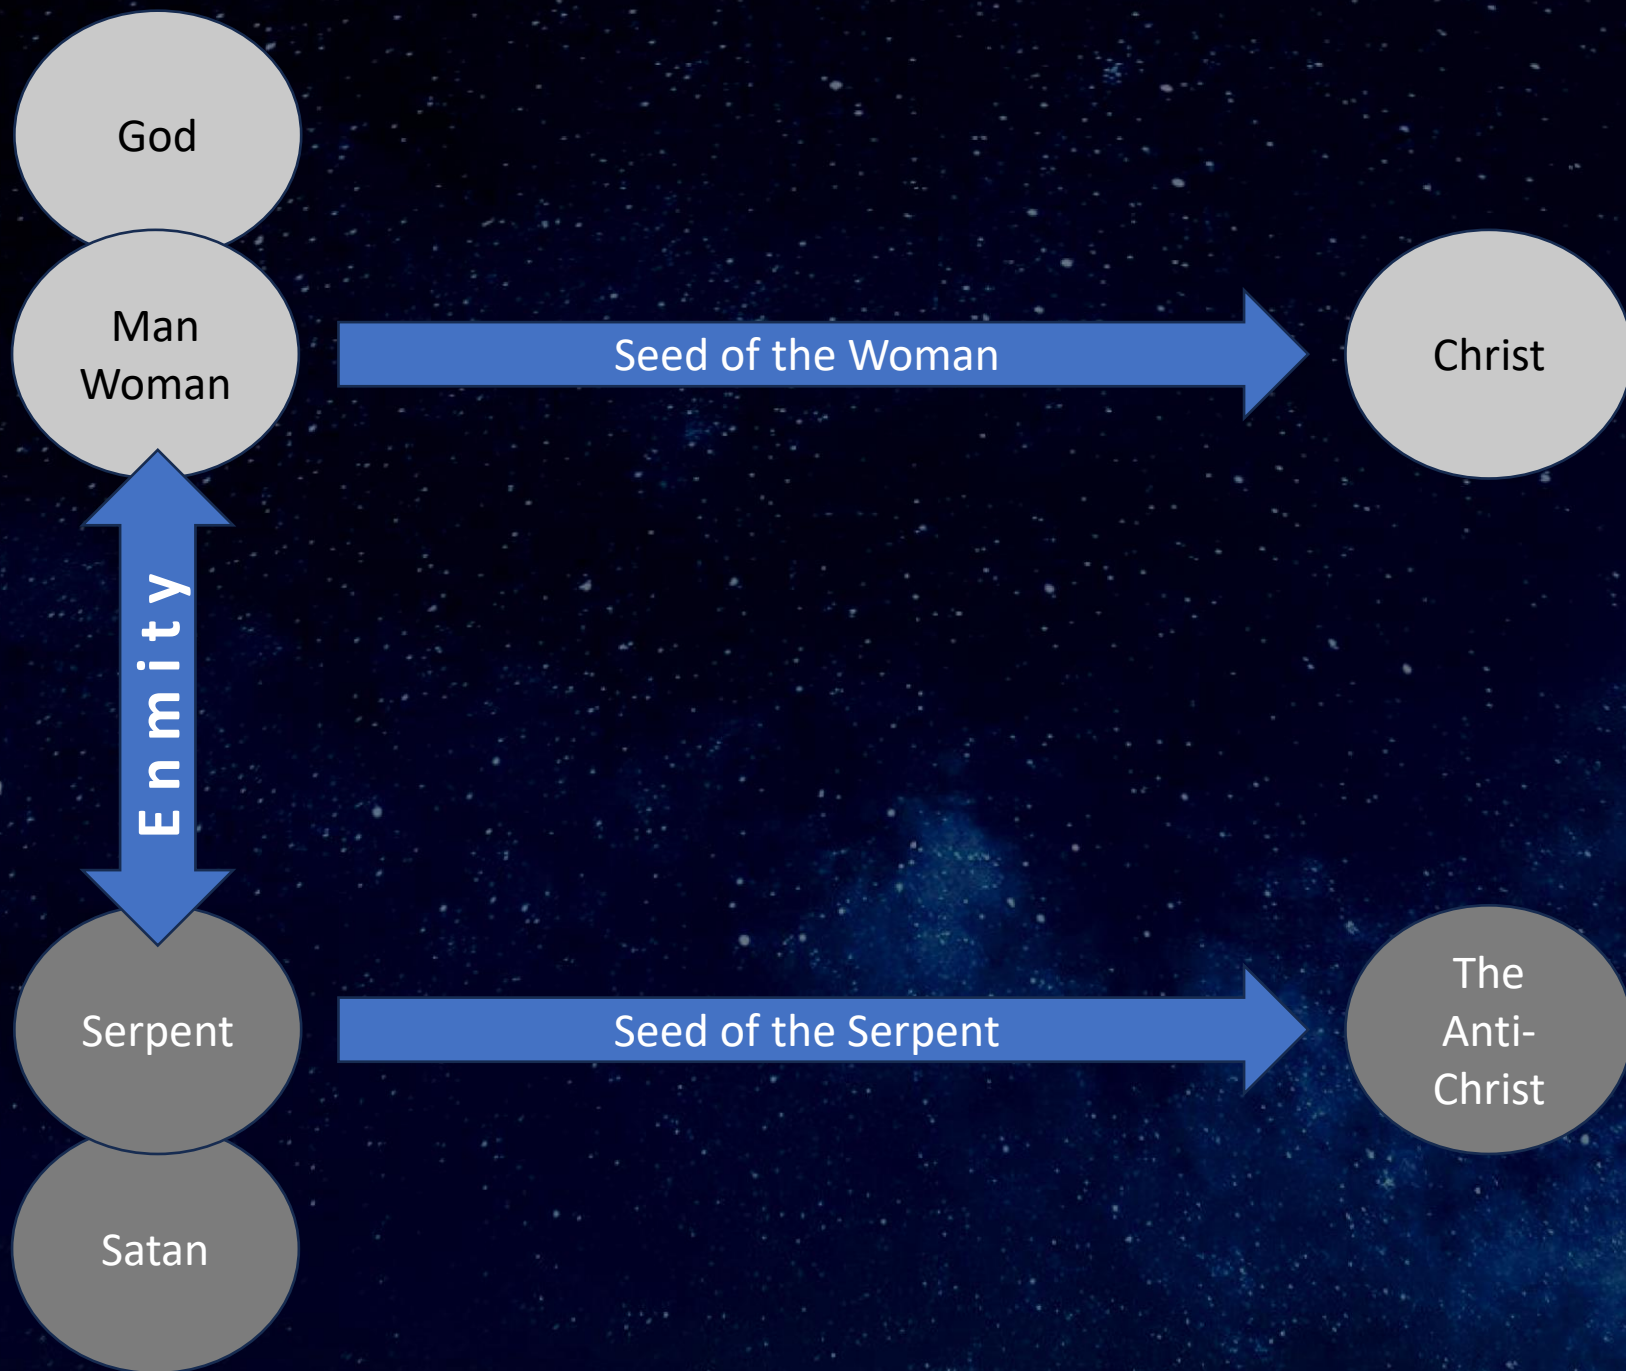 God
Man
Woman
Seed of the Woman
Christ
Enmity
Serpent
Seed of the Serpent
The
Anti-
Christ
Satan